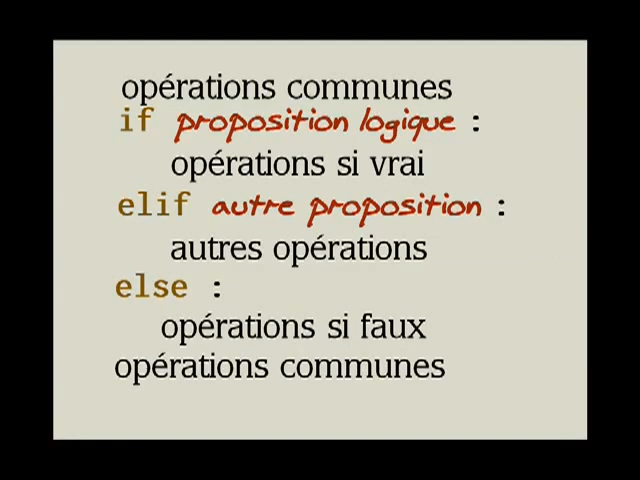 opérations communes
if proposition logique :
opérations si vrai
elif autre proposition :
autres opérations
else :
opérations si faux
opérations communes